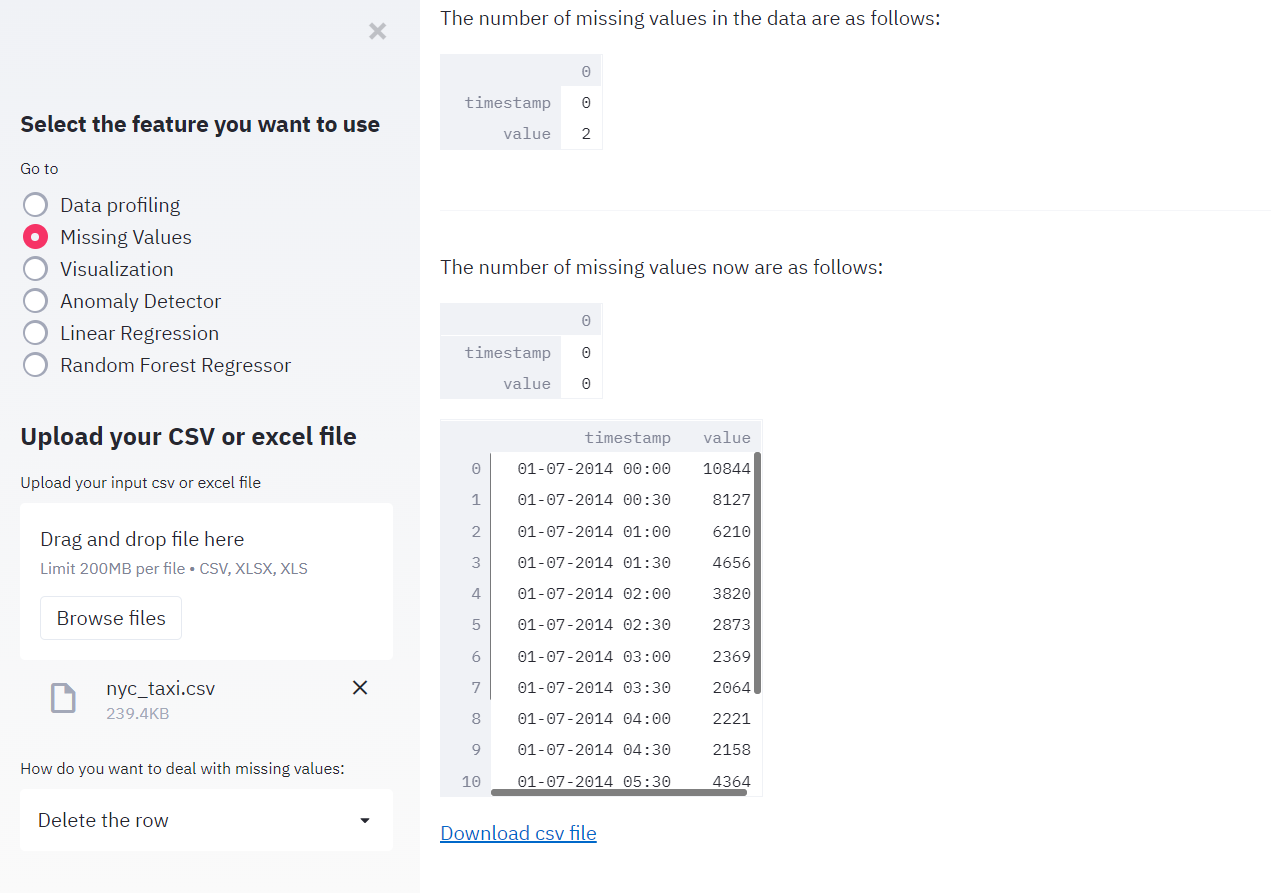 Select the feature you want to use
Go to
Data profiling
Missing Values
Visualization
Anomaly Detector
Linear Regression
Random Forest Regressor
Upload your CSV or excel file
Upload your input csv or excel file
Drag and drop file here
Limit 200MB per file • CSV, XLSX, XLS
Browse files
nyc_taxi.csv
239.4KB
How do you want to deal with missing values:
Delete the row
The number of missing values in the data are as follows:
0
timestamp 0
value 2
The number of missing values now are as follows:
0
timestamp 0
value 0
timestamp value
0 01-07-2014 00:00 10844
1 01-07-2014 00:30 8127
2 01-07-2014 01:00 6210
3 01-07-2014 01:30 4656
4 01-07-2014 02:00 3820
5 01-07-2014 02:30 2873
6 01-07-2014 03:00 2369
7 01-07-2014 03:30 2064
8 01-07-2014 04:00 2221
9 01-07-2014 04:30 2158
10 01-07-2014 05:30 4364
Download csv file